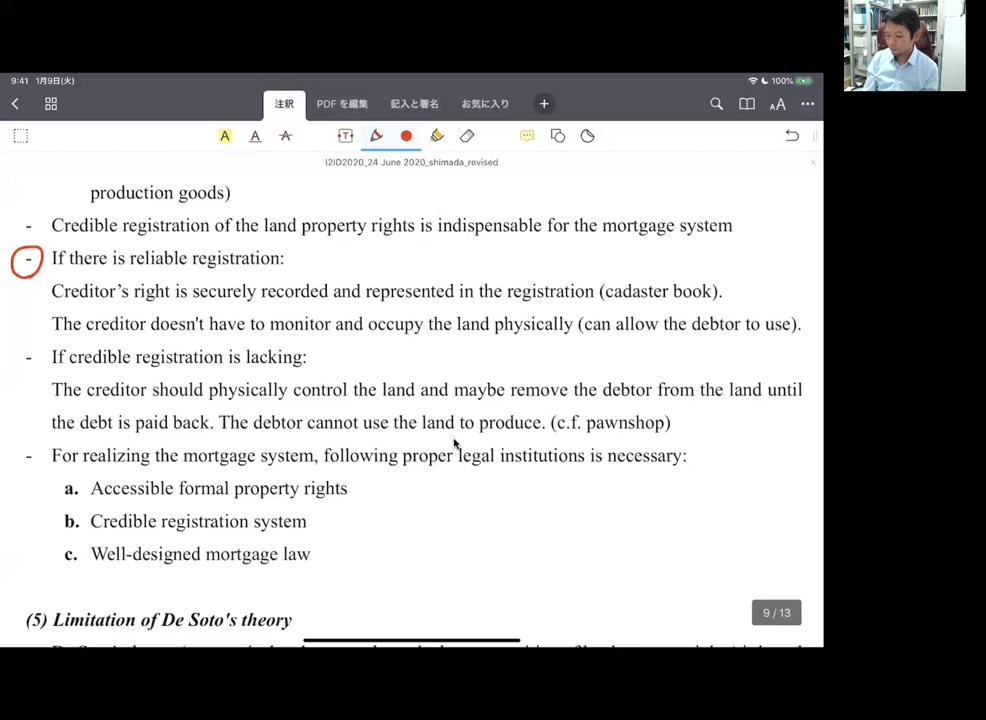 9:41 1月9日(火) 100%
注釈 PDF を編集 記入と署名 お気に入り
I2ID2020_24 June 2020_shimada_revised
production goods)
- Credible registration of the land property rights is indispensable for the mortgage system
- If there is reliable registration:
Creditor's right is securely recorded and represented in the registration (cadaster book).
The creditor doesn't have to monitor and occupy the land physically (can allow the debtor to use).
- If credible registration is lacking:
The creditor should physically control the land and maybe remove the debtor from the land until
the debt is paid back. The debtor cannot use the land to produce. (c.f. pawnshop)
- For realizing the mortgage system, following proper legal institutions is necessary:
a. Accessible formal property rights
b. Credible registration system
c. Well-designed mortgage law
9 / 13
(5) Limitation of De Soto's theory